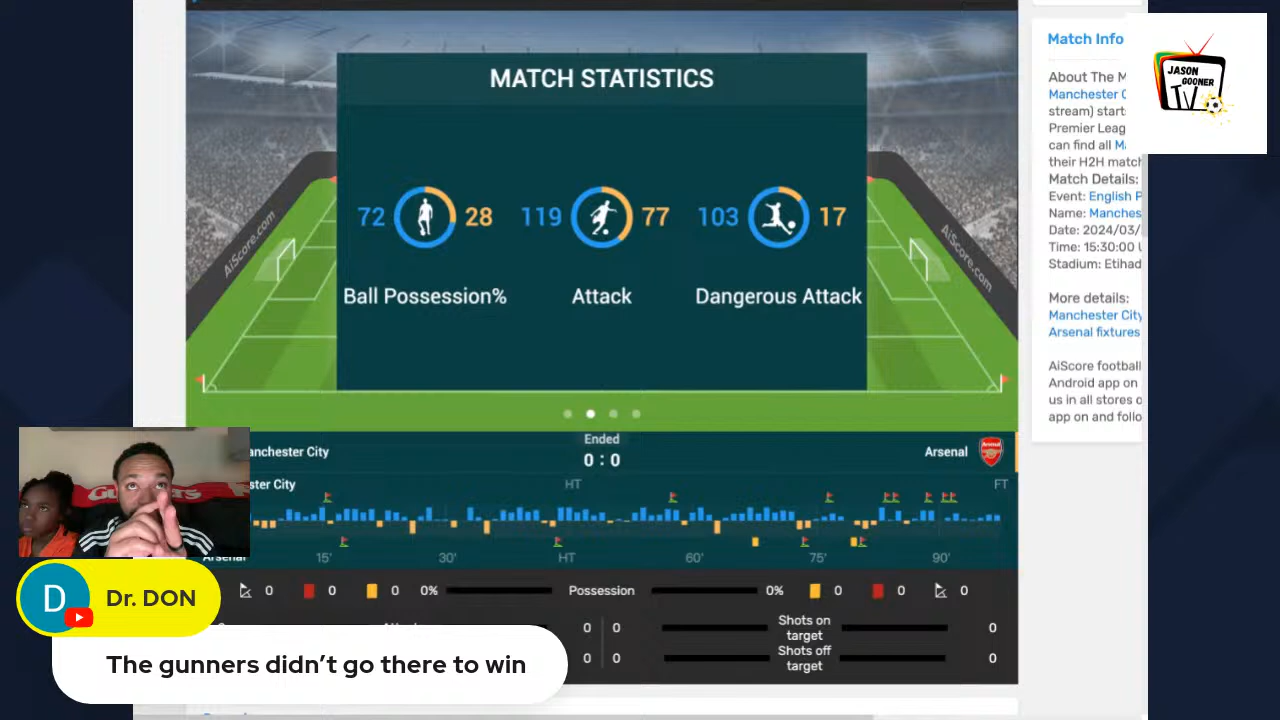 MATCH STATISTICS
72 28 119 77 103 17
Ball Possession% Attack Dangerous Attack
AiScore.com
AiScore.com
Ended
0 : 0
anchester City
Arsenal
ster City HT FT
15' 30' HT 60' 75' 90'
0 0 0 0% Possession 0% 0 0 0
0 0 Shots on target 0
0 0 Shots off target 0
Match Info
About The M
Manchester C
stream) start
Premier Leag
can find all M
their H2H match
Match Details:
Event: English P
Name: Manches
Date: 2024/03/
Time: 15:30:00 U
Stadium: Etihad
More details:
Manchester City
Arsenal fixtures
AiScore football
Android app on
us in all stores o
app on and follo
JASON
GOONER
TV
D Dr. DON
The gunners didn't go there to win